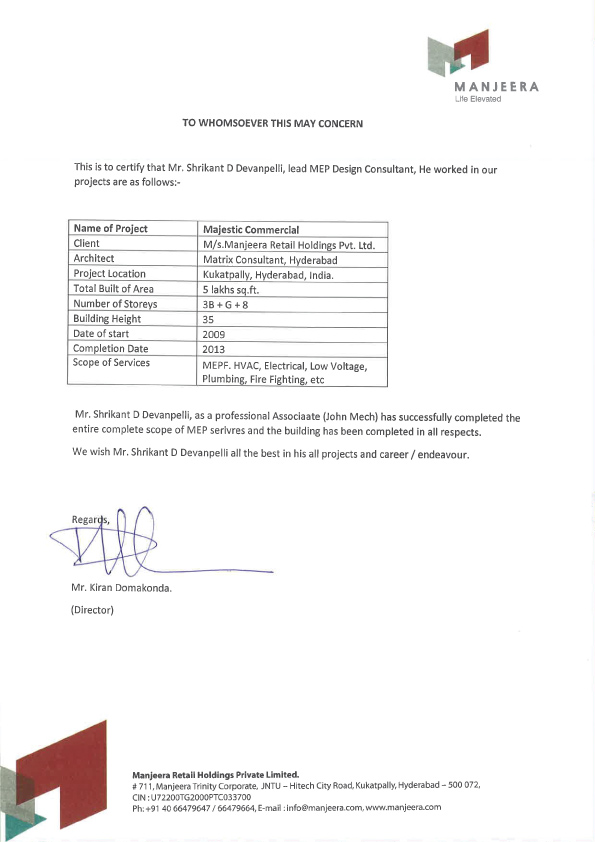 MANJEERA
Life Elevated
TO WHOMSOEVER THIS MAY CONCERN
This is to certify that Mr. Shrikant D Devanpelli, lead MEP Design Consultant, He worked in our
projects are as follows:-
Name of Project Majestic Commercial
Client M/s.Manjeera Retail Holdings Pvt. Ltd.
Architect Matrix Consultant, Hyderabad
Project Location Kukatpally, Hyderabad, India.
Total Built of Area 5 lakhs sq.ft.
Number of Storeys 3B + G + 8
Building Height 35
Date of start 2009
Completion Date 2013
Scope of Services MEPF. HVAC, Electrical, Low Voltage,
Plumbing, Fire Fighting, etc
Mr. Shrikant D Devanpelli, as a professional Associaate (John Mech) has successfully completed the
entire complete scope of MEP serivres and the building has been completed in all respects.
We wish Mr. Shrikant D Devanpelli all the best in his all projects and career / endeavour.
Regards,
Mr. Kiran Domakonda.
(Director)
Manjeera Retail Holdings Private Limited.
# 711, Manjeera Trinity Corporate, JNTU – Hitech City Road, Kukatpally, Hyderabad – 500 072,
CIN : U72200TG2000PTC033700
Ph: +91 40 66479647 / 66479664, E-mail : info@manjeera.com, www.manjeera.com